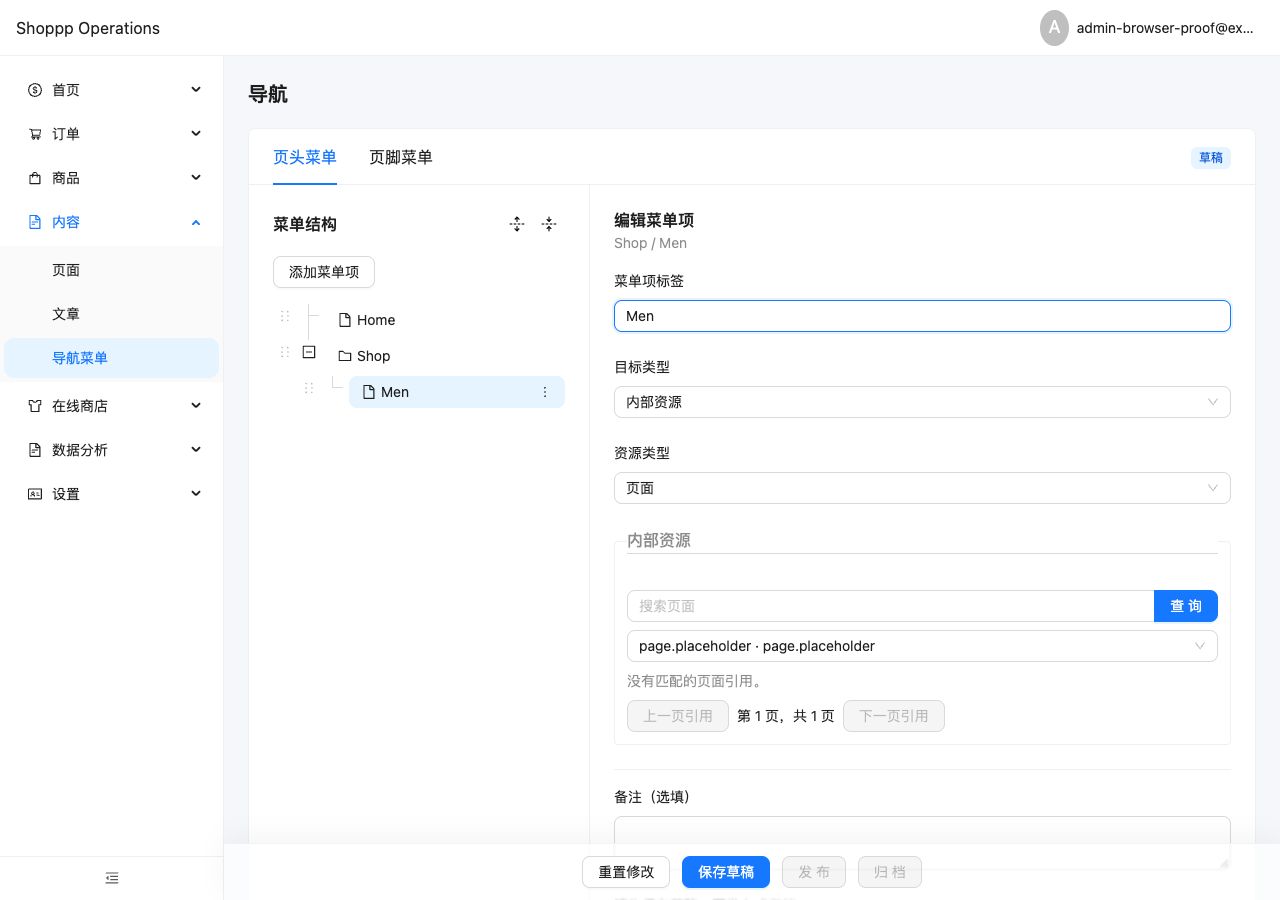 Shoppp Operations
A
admin-browser-proof@ex...
首页
订单
商品
内容
页面
文章
导航菜单
在线商店
数据分析
设置
导航
页头菜单
页脚菜单
草稿
菜单结构
添加菜单项
Home
Shop
Men
编辑菜单项
Shop / Men
菜单项标签
Men
目标类型
内部资源
资源类型
页面
内部资源
搜索页面
查 询
page.placeholder · page.placeholder
没有匹配的页面引用。
上一页引用
第 1 页，共 1 页
下一页引用
备注（选填）
重置修改
保存草稿
发 布
归 档